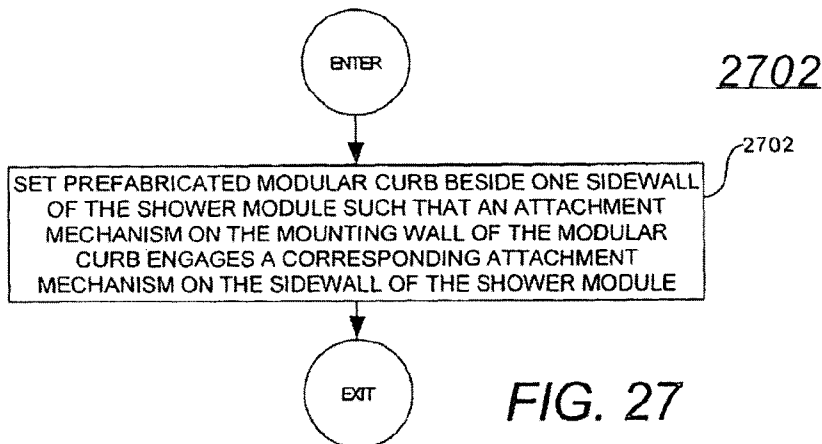 ENTER
2702
2702
SET PREFABRICATED MODULAR CURB BESIDE ONE SIDEWALL
OF THE SHOWER MODULE SUCH THAT AN ATTACHMENT
MECHANISM ON THE MOUNTING WALL OF THE MODULAR
CURB ENGAGES A CORRESPONDING ATTACHMENT
MECHANISM ON THE SIDEWALL OF THE SHOWER MODULE
EXIT
FIG. 27